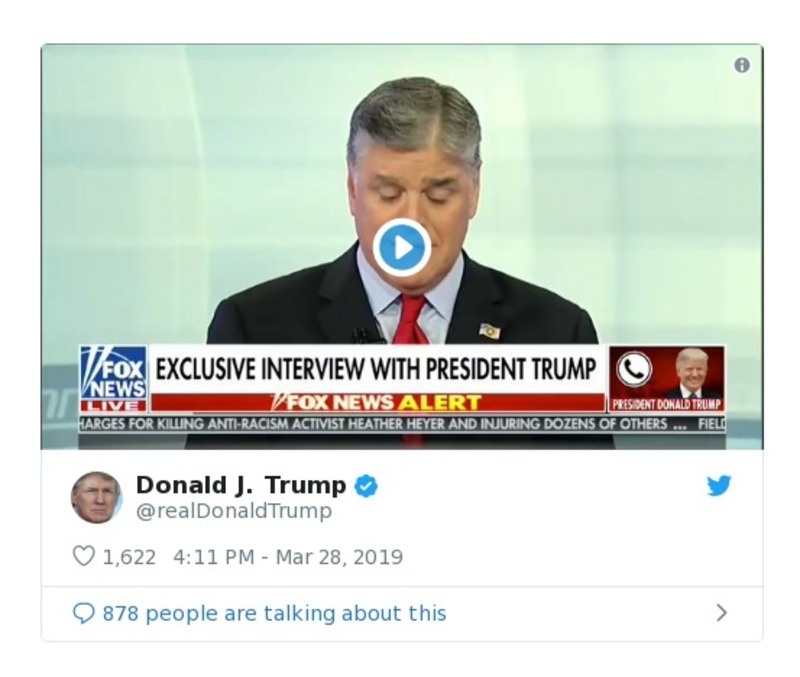 EXCLUSIVE INTERVIEW WITH PRESIDENT TRUMP
FOX
NEWS
LIVE
FOX NEWS ALERT
PRESIDENT DONALD TRUMP
HARGES FOR KILLING ANTI-RACISM ACTIVIST HEATHER HEYER AND INJURING DOZENS OF OTHERS ... FIELD
Donald J. Trump
@realDonaldTrump
1,622 4:11 PM - Mar 28, 2019
878 people are talking about this